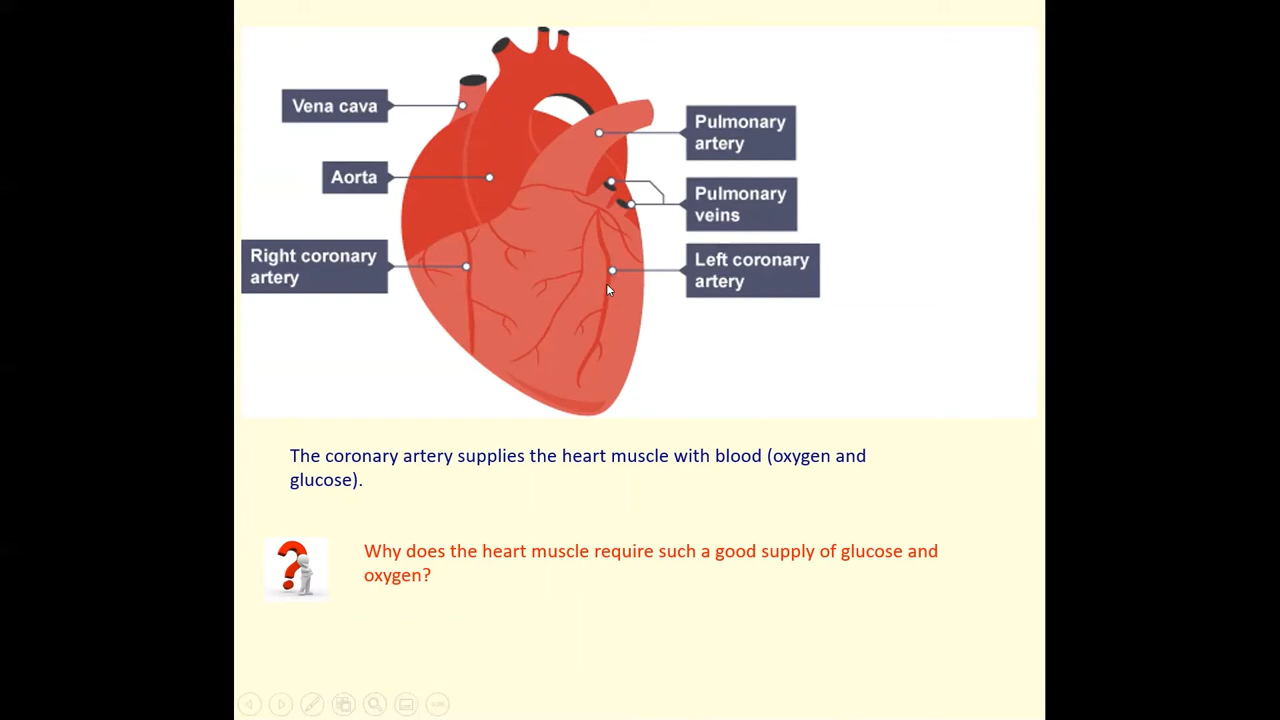 Vena cava
Aorta
Right coronary
artery
Pulmonary
artery
Pulmonary
veins
Left coronary
artery
The coronary artery supplies the heart muscle with blood (oxygen and
glucose).
Why does the heart muscle require such a good supply of glucose and
oxygen?